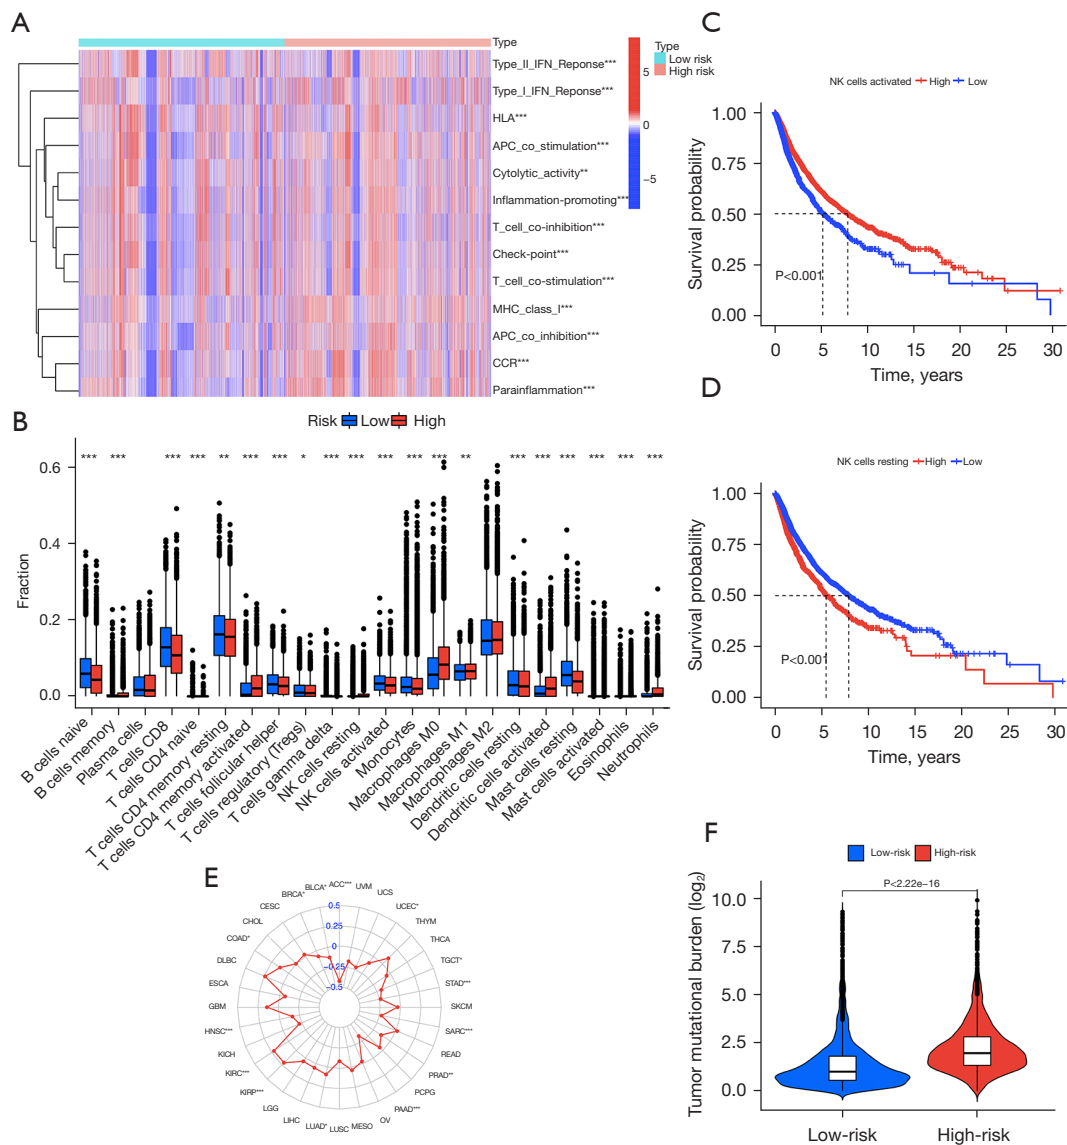 A
Type
Type_II_IFN_Reponse***
Type_I_IFN_Reponse***
HLA***
APC_co_stimulation***
Cytolytic_activity**
Inflammation-promoting***
T_cell_co-inhibition***
Check-point***
T_cell_co-stimulation***
MHC_class_I***
APC_co_inhibition***
CCR***
Parainflammation***
5
0
−5
Type
Low risk
High risk
B
Risk Low High
Fraction
0.6
0.4
0.2
0.0
*** *** *** *** ** *** *** * *** *** *** *** *** ** *** *** *** *** *** ***
B cells naive
B cells memory
Plasma cells
T cells CD8
T cells CD4 naive
T cells CD4 memory resting
T cells CD4 memory activated
T cells follicular helper
T cells regulatory (Tregs)
T cells gamma delta
NK cells resting
NK cells activated
Monocytes
Macrophages M0
Macrophages M1
Macrophages M2
Dendritic cells resting
Dendritic cells activated
Mast cells resting
Mast cells activated
Eosinophils
Neutrophils
C
NK cells activated High Low
Survival probability
1.00
0.75
0.50
0.25
0.00
P<0.001
0 5 10 15 20 25 30
Time, years
D
NK cells resting High Low
Survival probability
1.00
0.75
0.50
0.25
0.00
P<0.001
0 5 10 15 20 25 30
Time, years
E
ACC***
UVM
UCS
UCEC*
THYM
THCA
TGCT*
STAD***
SKCM
SARC***
READ
PRAD**
PCPG
PAAD***
OV
MESO
LUSC
LUAD*
LIHC
LGG
KIRP***
KIRC***
KICH
HNSC***
GBM
ESCA
DLBC
COAD*
CHOL
CESC
BRCA*
BLCA*
0.5
0.25
0
−0.25
−0.5
F
Low-risk High-risk
Tumor mutational burden (log2)
P<2.22e−16
10.0
7.5
5.0
2.5
0.0
Low-risk High-risk